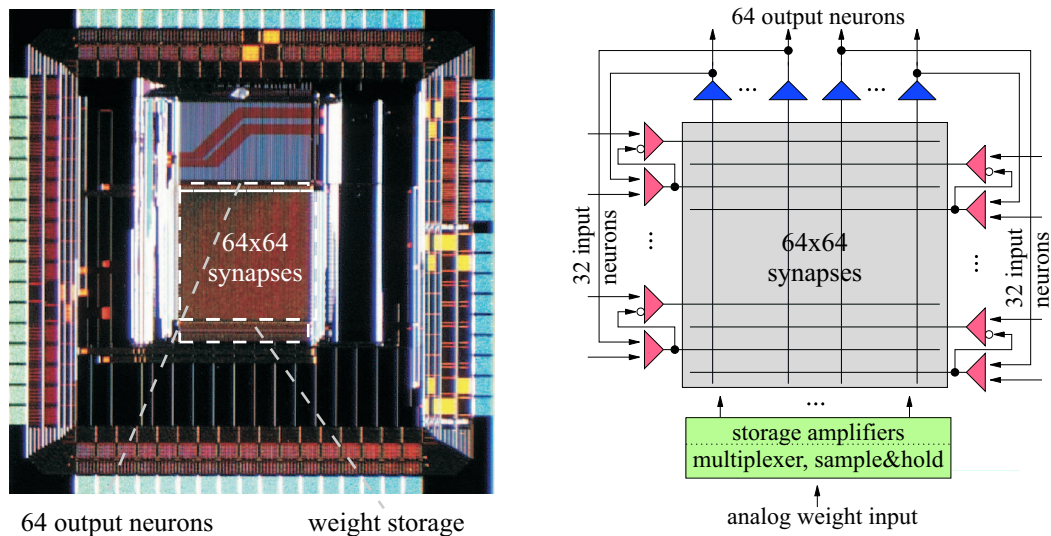 64x64
synapses
64 output neurons
weight storage
64 output neurons
...
...
32 input
neurons
...
64x64
synapses
...
32 input
neurons
...
storage amplifiers
multiplexer, sample&hold
analog weight input